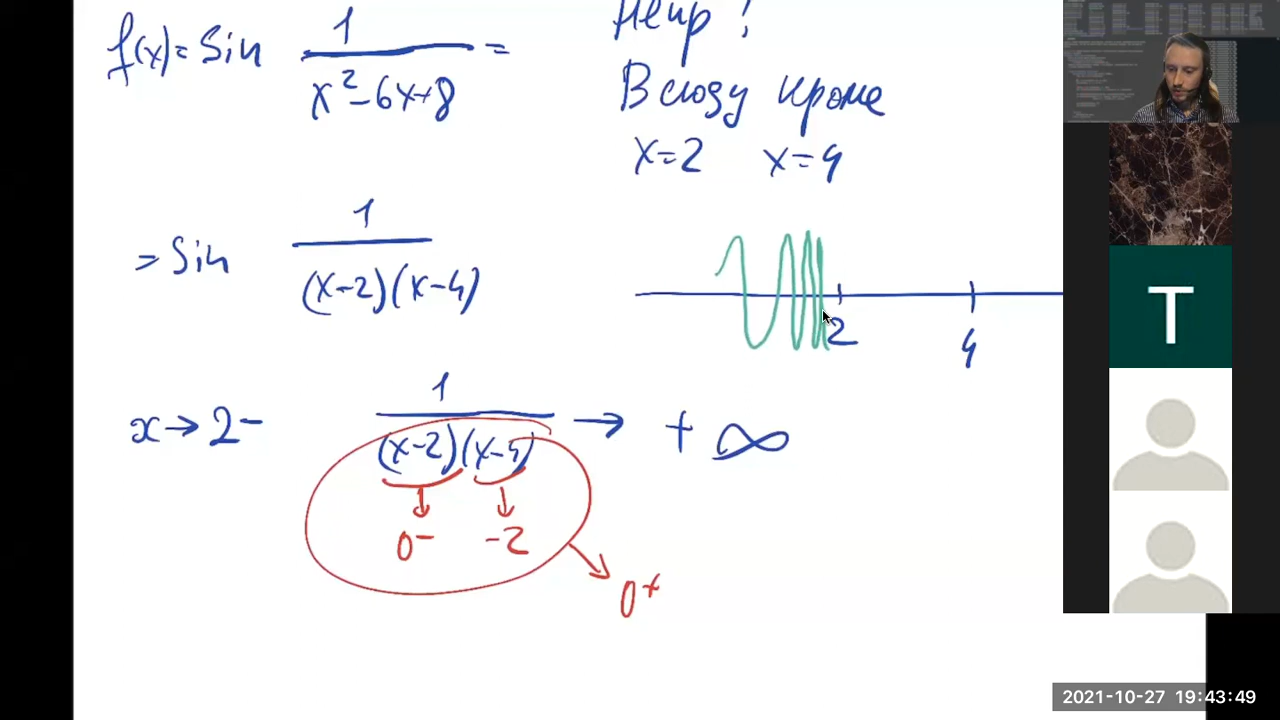 f(x) = Sin 1 / (x² - 6x + 8) =
Непр!
Всюду кроме
x=2 x=4
= Sin 1 / ((x-2)(x-4))
2 4
x → 2- 1 / ((x-2)(x-4)) → +∞
0- -2
0+
T
2021-10-27 19:43:49